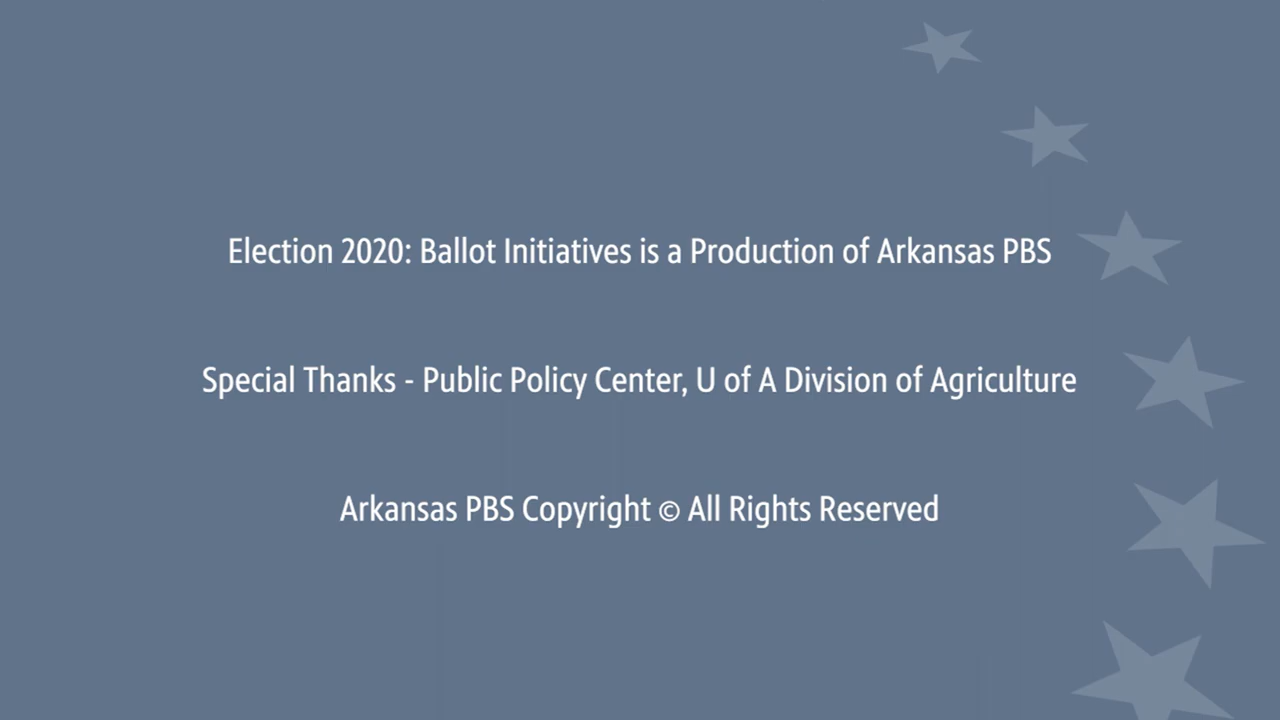 Election 2020: Ballot Initiatives is a Production of Arkansas PBS
Special Thanks - Public Policy Center, U of A Division of Agriculture
Arkansas PBS Copyright © All Rights Reserved